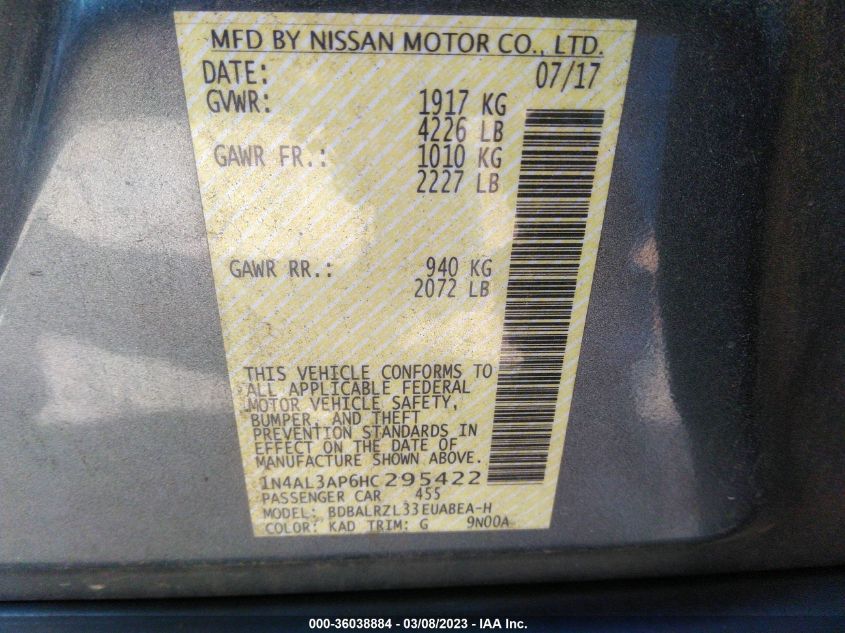 MFD BY NISSAN MOTOR CO., LTD.
DATE: 07/17
GVWR: 1917 KG
4226 LB
GAWR FR.: 1010 KG
2227 LB
GAWR RR.: 940 KG
2072 LB
THIS VEHICLE CONFORMS TO
ALL APPLICABLE FEDERAL
MOTOR VEHICLE SAFETY,
BUMPER, AND THEFT
PREVENTION STANDARDS IN
EFFECT ON THE DATE OF
MANUFACTURE SHOWN ABOVE.
1N4AL3AP6HC295422
PASSENGER CAR 455
MODEL: BDBALRZL33EUABEA-H
COLOR: KAD TRIM: G 9N00A
000-36038884 — 03/08/2023 — © IAA Inc.